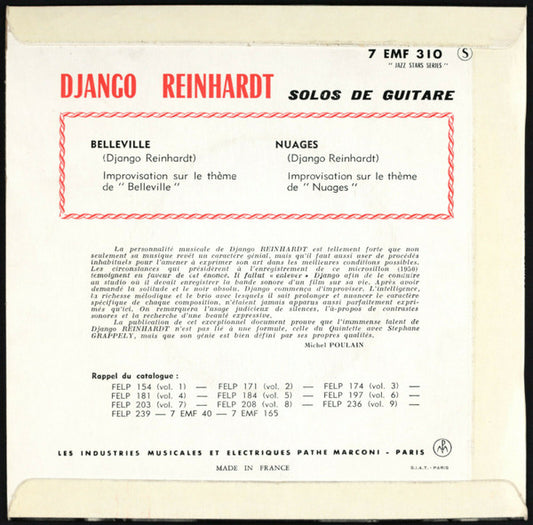 7 EMF 310 S
" JAZZ STARS SERIES "
DJANGO REINHARDT SOLOS DE GUITARE
BELLEVILLE
(Django Reinhardt)
Improvisation sur le thème
de " Belleville "
NUAGES
(Django Reinhardt)
Improvisation sur le thème
de " Nuages "
La personnalité musicale de Django REINHARDT est tellement forte que non
seulement sa musique revêt un caractère génial, mais qu'il faut aussi user de procédés
inhabituels pour l'amener à exprimer son art dans les meilleures conditions possibles.
Les circonstances qui présidèrent à l'enregistrement de ce microsillon (1950)
témoignent en faveur de cet énoncé. Il fallut « enlever » Django afin de le conduire
au studio où il devait enregistrer la bande sonore d'un film sur sa vie. Après avoir
demandé la solitude et le noir absolu, Django commença d'improviser. L'intelligence,
la richesse mélodique et le brio avec lesquels il sait prolonger et nuancer le caractère
spécifique de chaque composition, n'étaient jamais apparus aussi parfaitement expri-
més qu'ici. On remarquera l'usage judicieux de silences, l'à-propos de contrastes
sonores et la recherche d'une beauté expressive.
La publication de cet exceptionnel document prouve que l'immense talent de
Django REINHARDT n'est pas lié à une formule, celle du Quintette avec Stephane
GRAPPELY, mais que son génie est bien défini par ses propres qualités.
Michel POULAIN
Rappel du catalogue :
FELP 154 (vol. 1) — FELP 171 (vol. 2) — FELP 174 (vol. 3) —
FELP 181 (vol. 4) — FELP 184 (vol. 5) — FELP 197 (vol. 6) —
FELP 203 (vol. 7) — FELP 208 (vol. 8) — FELP 236 (vol. 9) —
FELP 239 — 7 EMF 40 — 7 EMF 165
LES INDUSTRIES MUSICALES ET ELECTRIQUES PATHE MARCONI - PARIS
MADE IN FRANCE
S.I.A.T. - PARIS